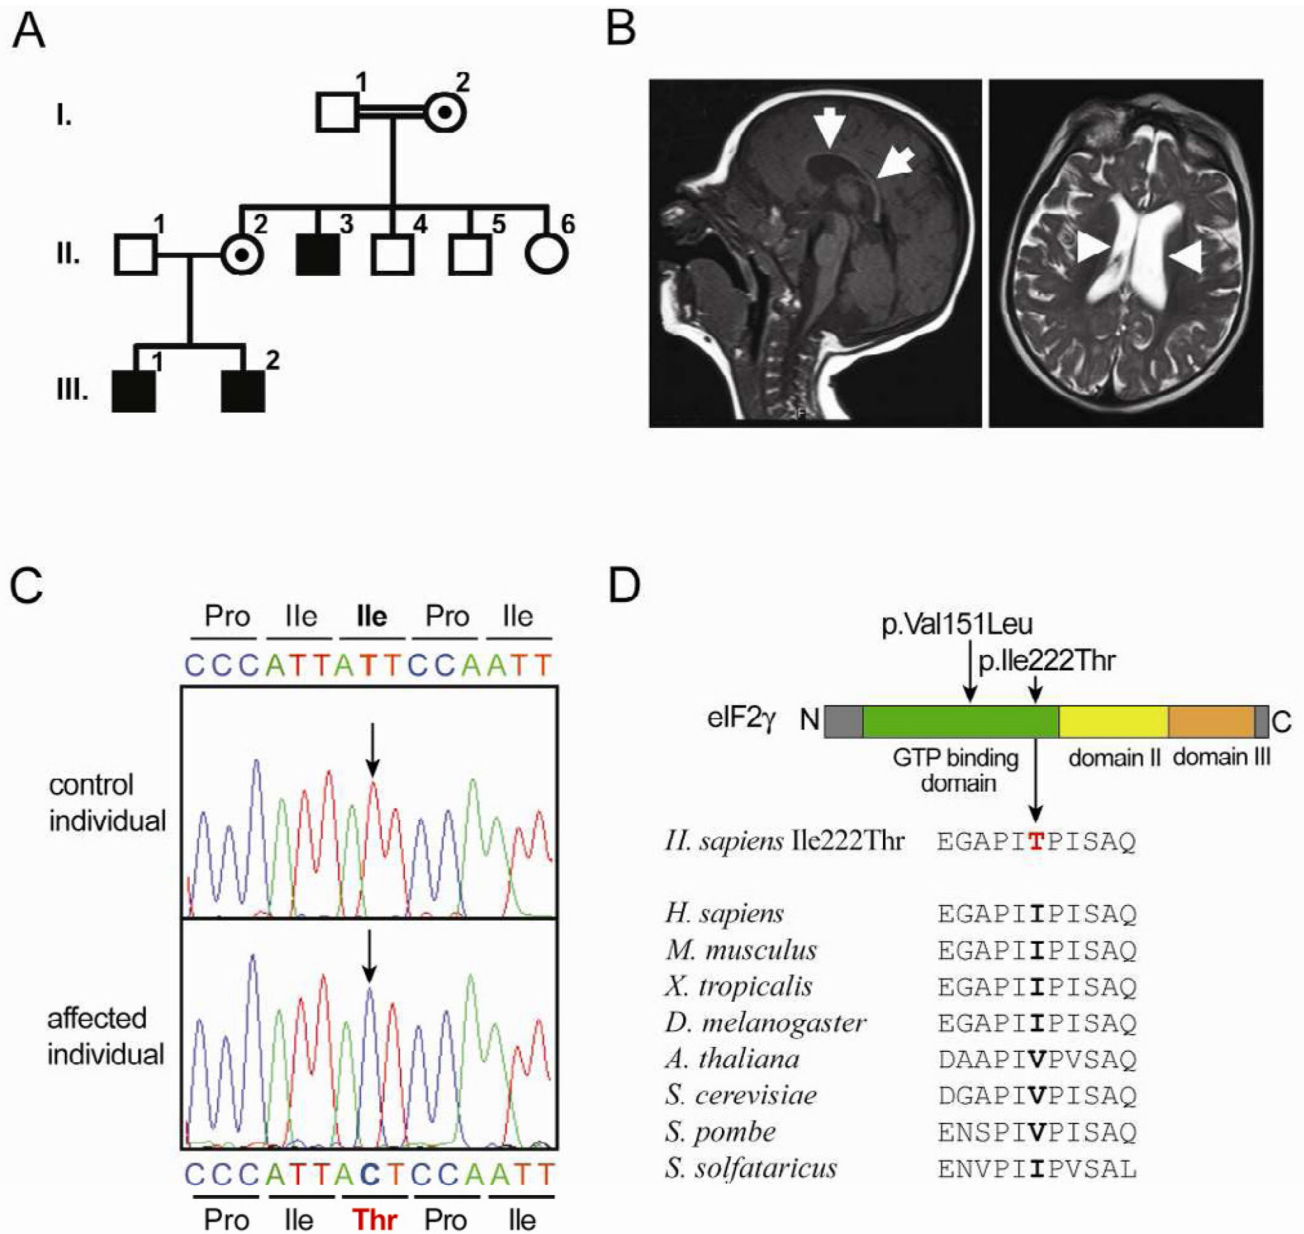 A
B
1
2
I.
1
2
3
4
5
6
II.
1
2
III.
F
C
Pro Ile Ile Pro Ile
CCCATTATTCCAATT
control
individual
affected
individual
CCCATTACTCCAATT
Pro Ile Thr Pro Ile
D
p.Val151Leu
p.Ile222Thr
eIF2γ N C
GTP binding
domain
domain II domain III
H. sapiens Ile222Thr EGAPITPISAQ
H. sapiens EGAPIIPISAQ
M. musculus EGAPIIPISAQ
X. tropicalis EGAPIIPISAQ
D. melanogaster EGAPIIPISAQ
A. thaliana DAAPIVPVSAQ
S. cerevisiae DGAPIVPISAQ
S. pombe ENSPIVPISAQ
S. solfataricus ENVPIIPVSAL